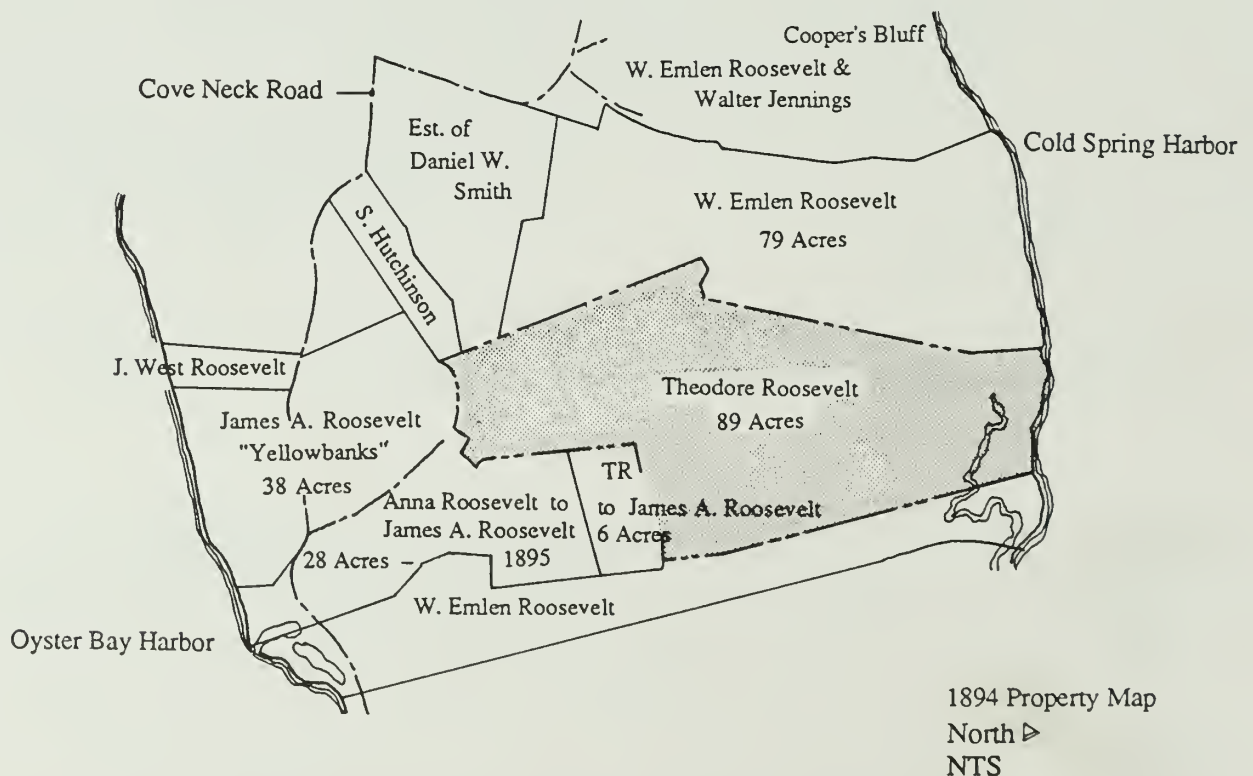 Cooper's Bluff
W. Emlen Roosevelt &
Walter Jennings
Cove Neck Road
Est. of
Daniel W.
Smith
Cold Spring Harbor
W. Emlen Roosevelt
79 Acres
S. Hutchinson
J. West Roosevelt
Theodore Roosevelt
89 Acres
James A. Roosevelt
"Yellowbanks"
38 Acres
TR
to James A. Roosevelt
6 Acres
Anna Roosevelt to
James A. Roosevelt
1895
28 Acres
W. Emlen Roosevelt
Oyster Bay Harbor
1894 Property Map
North
NTS